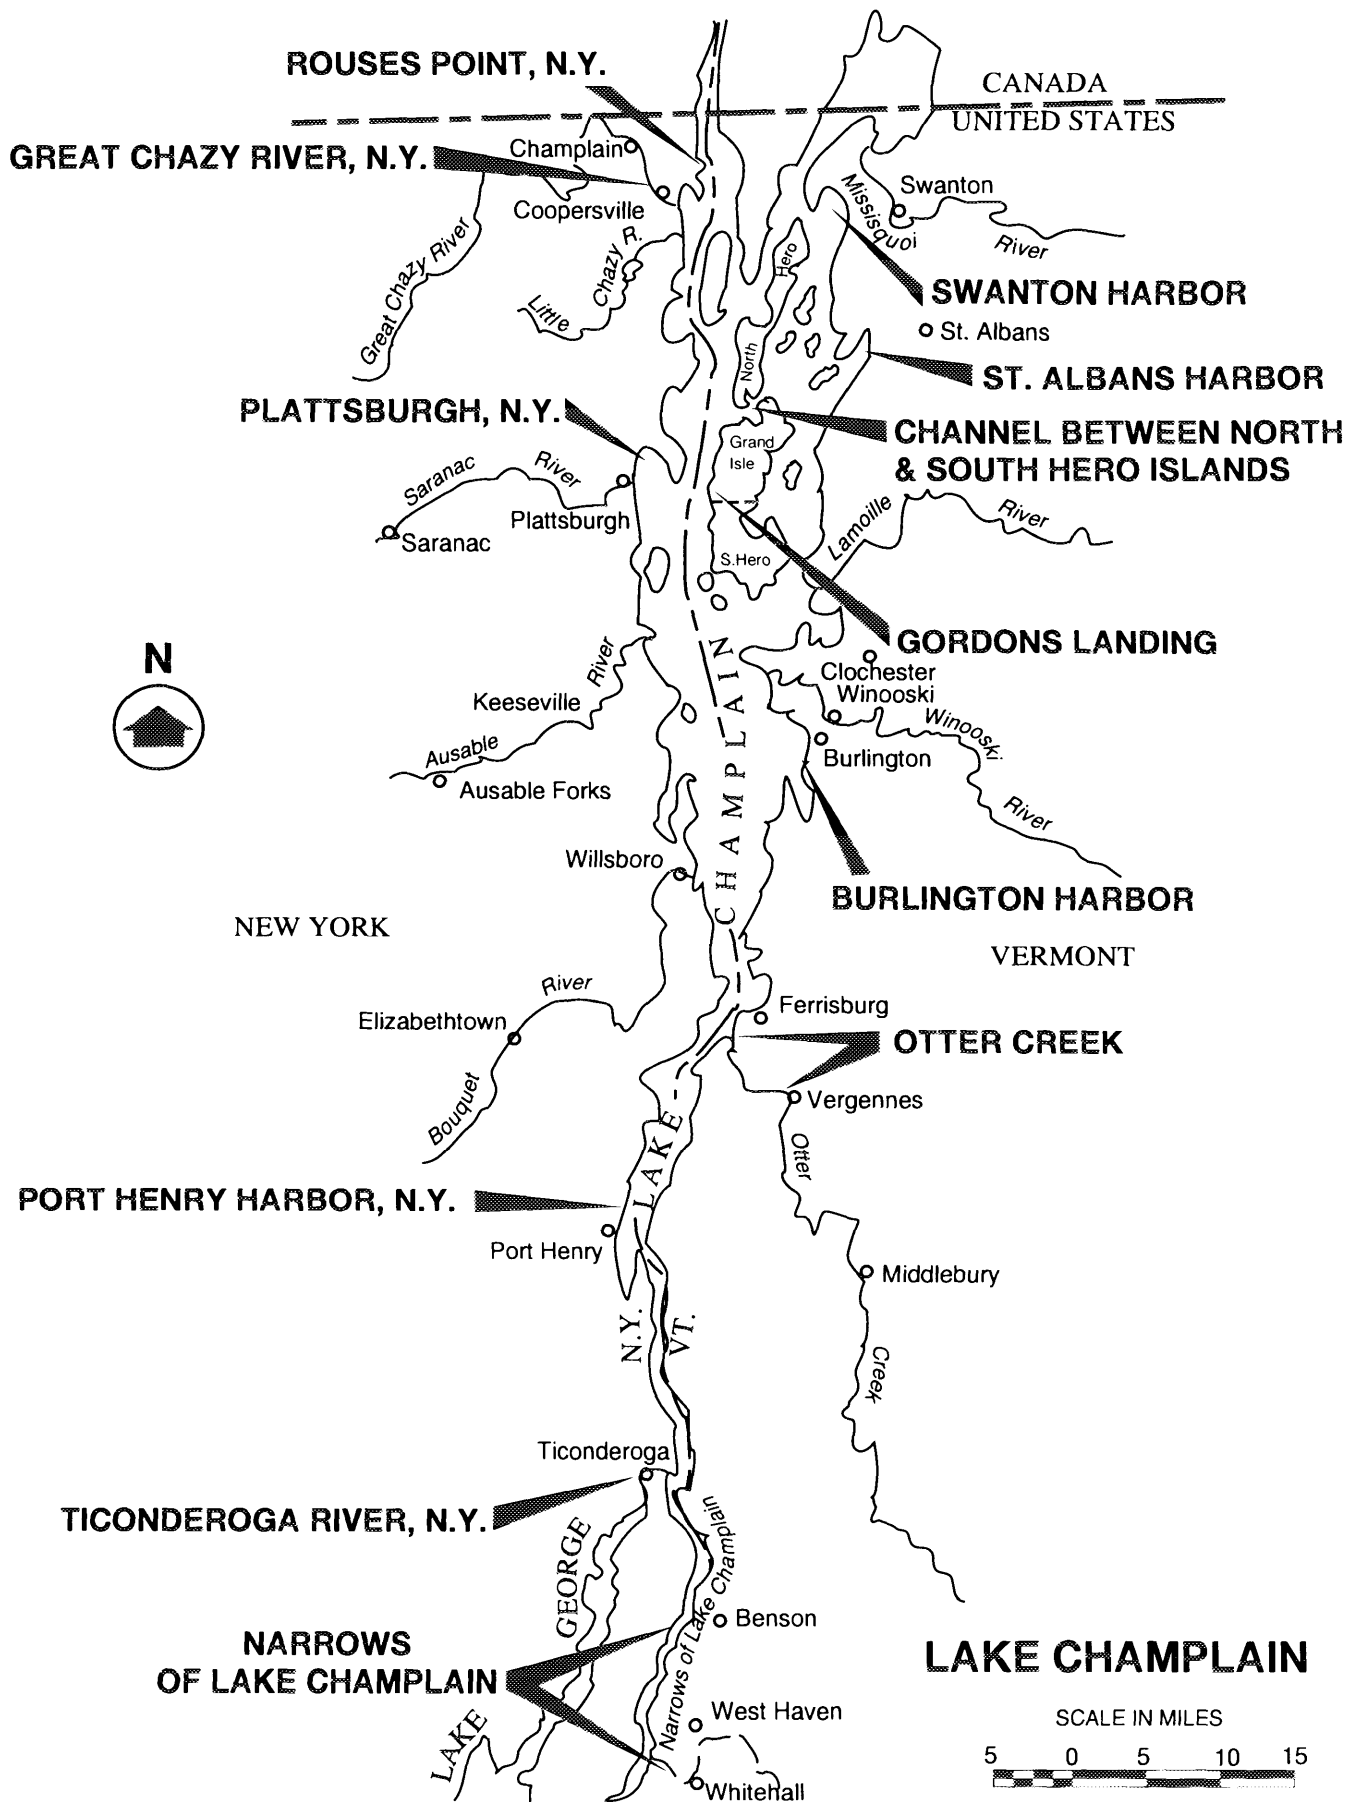 ROUSES POINT, N.Y.
CANADA
UNITED STATES
GREAT CHAZY RIVER, N.Y.
Champlain
Coopersville
Swanton
Missisquoi
River
Great Chazy River
Little
Chazy R.
Hero
North
SWANTON HARBOR
St. Albans
ST. ALBANS HARBOR
PLATTSBURGH, N.Y.
CHANNEL BETWEEN NORTH
& SOUTH HERO ISLANDS
Grand
Isle
Saranac
River
Plattsburgh
Saranac
S.Hero
Lamoille
River
GORDONS LANDING
N
River
Keeseville
Ausable
Ausable Forks
Clochester
Winooski
Winooski
River
Burlington
BURLINGTON HARBOR
Willsboro
CHAMPLAIN
NEW YORK
VERMONT
River
Elizabethtown
Bouquet
Ferrisburg
OTTER CREEK
Vergennes
Otter
LAKE
PORT HENRY HARBOR, N.Y.
Port Henry
Middlebury
N.Y.
VT.
Creek
Ticonderoga
TICONDEROGA RIVER, N.Y.
GEORGE
Narrows of Lake Champlain
Benson
NARROWS
OF LAKE CHAMPLAIN
LAKE
West Haven
Whitehall
LAKE CHAMPLAIN
SCALE IN MILES
5 0 5 10 15